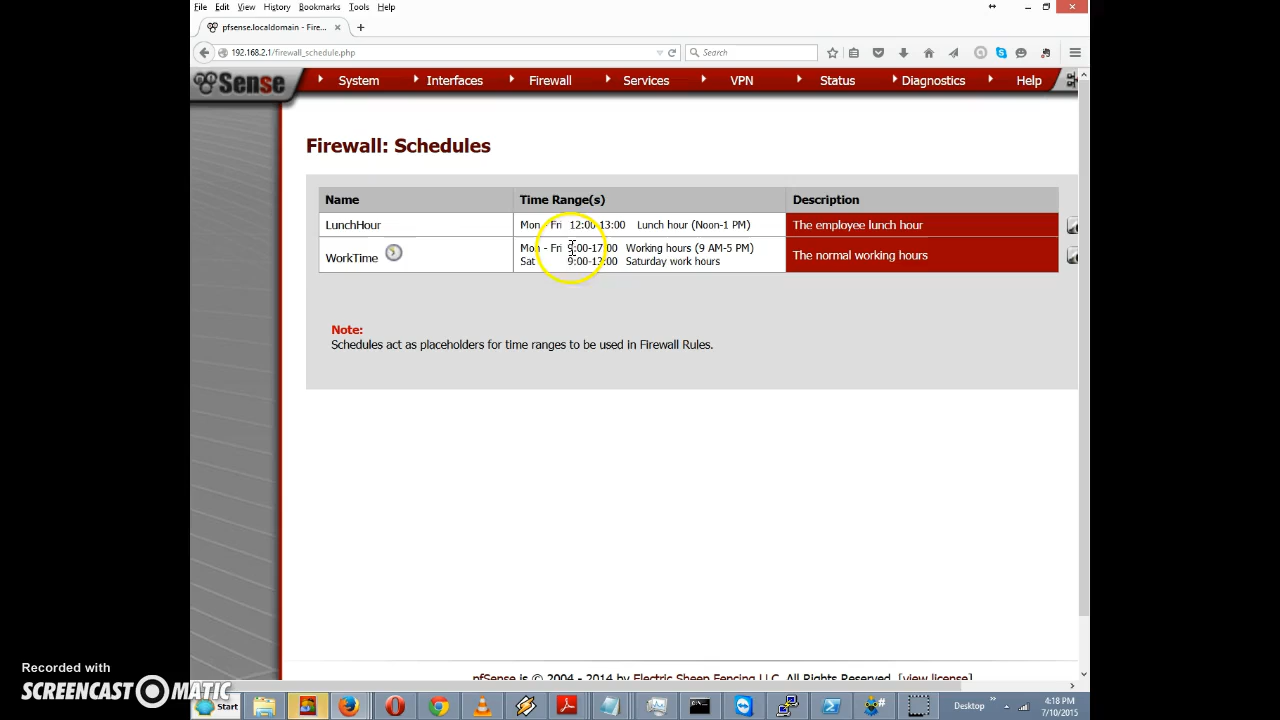 File Edit View History Bookmarks Tools Help
pfsense.localdomain - Firew...
192.168.2.1/firewall_schedule.php
Search
Sense System Interfaces Firewall Services VPN Status Diagnostics Help
Firewall: Schedules
Name Time Range(s) Description
LunchHour Mon - Fri 12:00-13:00 Lunch hour (Noon-1 PM) The employee lunch hour
WorkTime Mon - Fri 9:00-17:00 Working hours (9 AM-5 PM) The normal working hours
Sat 9:00-13:00 Saturday work hours
Note:
Schedules act as placeholders for time ranges to be used in Firewall Rules.
pfSense is © 2004 - 2014 by Electric Sheep Fencing LLC. All Rights Reserved. [view license]
Recorded with
SCREENCAST-O-MATIC
Start
Desktop
4:18 PM
7/10/2015